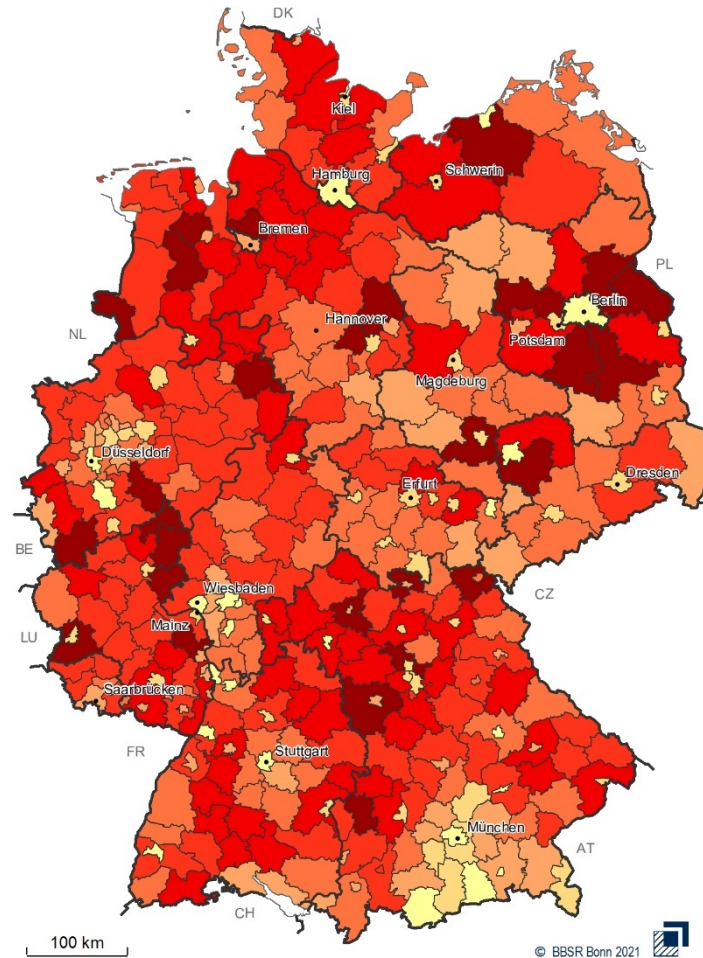 DK
Kiel
Hamburg
Schwerin
Bremen
PL
Berlin
NL
Hannover
Potsdam
Magdeburg
Düsseldorf
Erfurt
Dresden
BE
CZ
Wiesbaden
LU
Mainz
Saarbrücken
FR
Stuttgart
München
AT
CH
100 km
© BBSR Bonn 2021